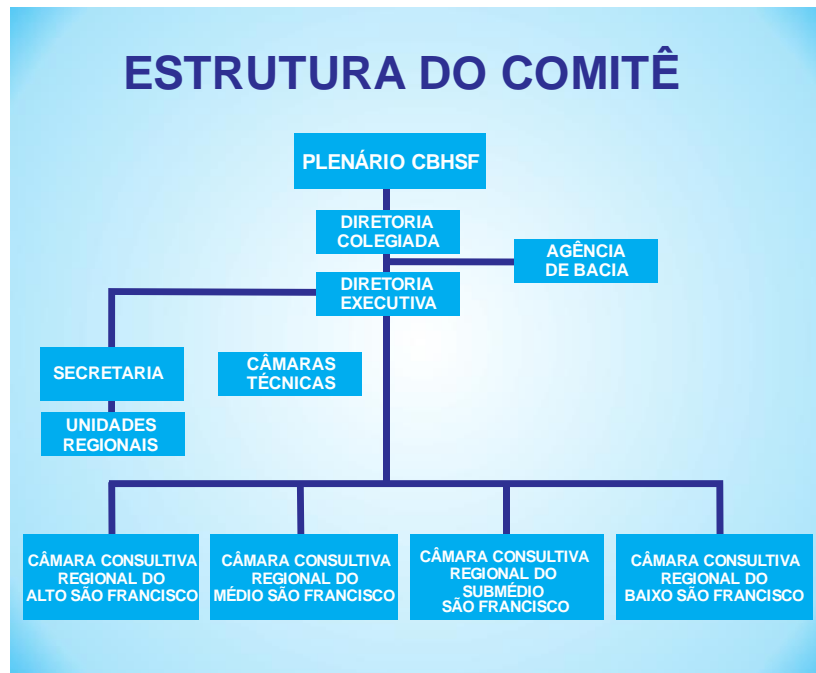 ESTRUTURA DO COMITÊ
PLENÁRIO CBHSF
DIRETORIA
COLEGIADA
AGÊNCIA
DE BACIA
DIRETORIA
EXECUTIVA
SECRETARIA
CÂMARAS
TÉCNICAS
UNIDADES
REGIONAIS
CÂMARA CONSULTIVA
REGIONAL DO
ALTO SÃO FRANCISCO
CÂMARA CONSULTIVA
REGIONAL DO
MÉDIO SÃO FRANCISCO
CÂMARA CONSULTIVA
REGIONAL DO
SUBMÉDIO
SÃO FRANCISCO
CÂMARA CONSULTIVA
REGIONAL DO
BAIXO SÃO FRANCISCO